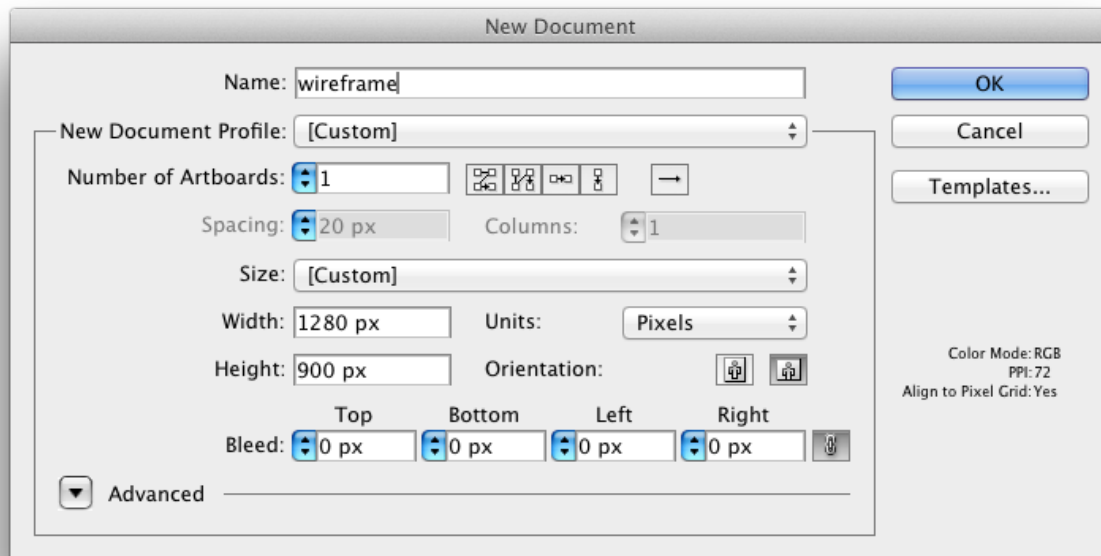 New Document
Name: wireframe
OK
New Document Profile: [Custom]
Cancel
Number of Artboards: 1
Templates...
Spacing: 20 px Columns: 1
Size: [Custom]
Width: 1280 px Units: Pixels
Height: 900 px Orientation:
Color Mode: RGB
PPI: 72
Align to Pixel Grid: Yes
Top Bottom Left Right
Bleed: 0 px 0 px 0 px 0 px
Advanced